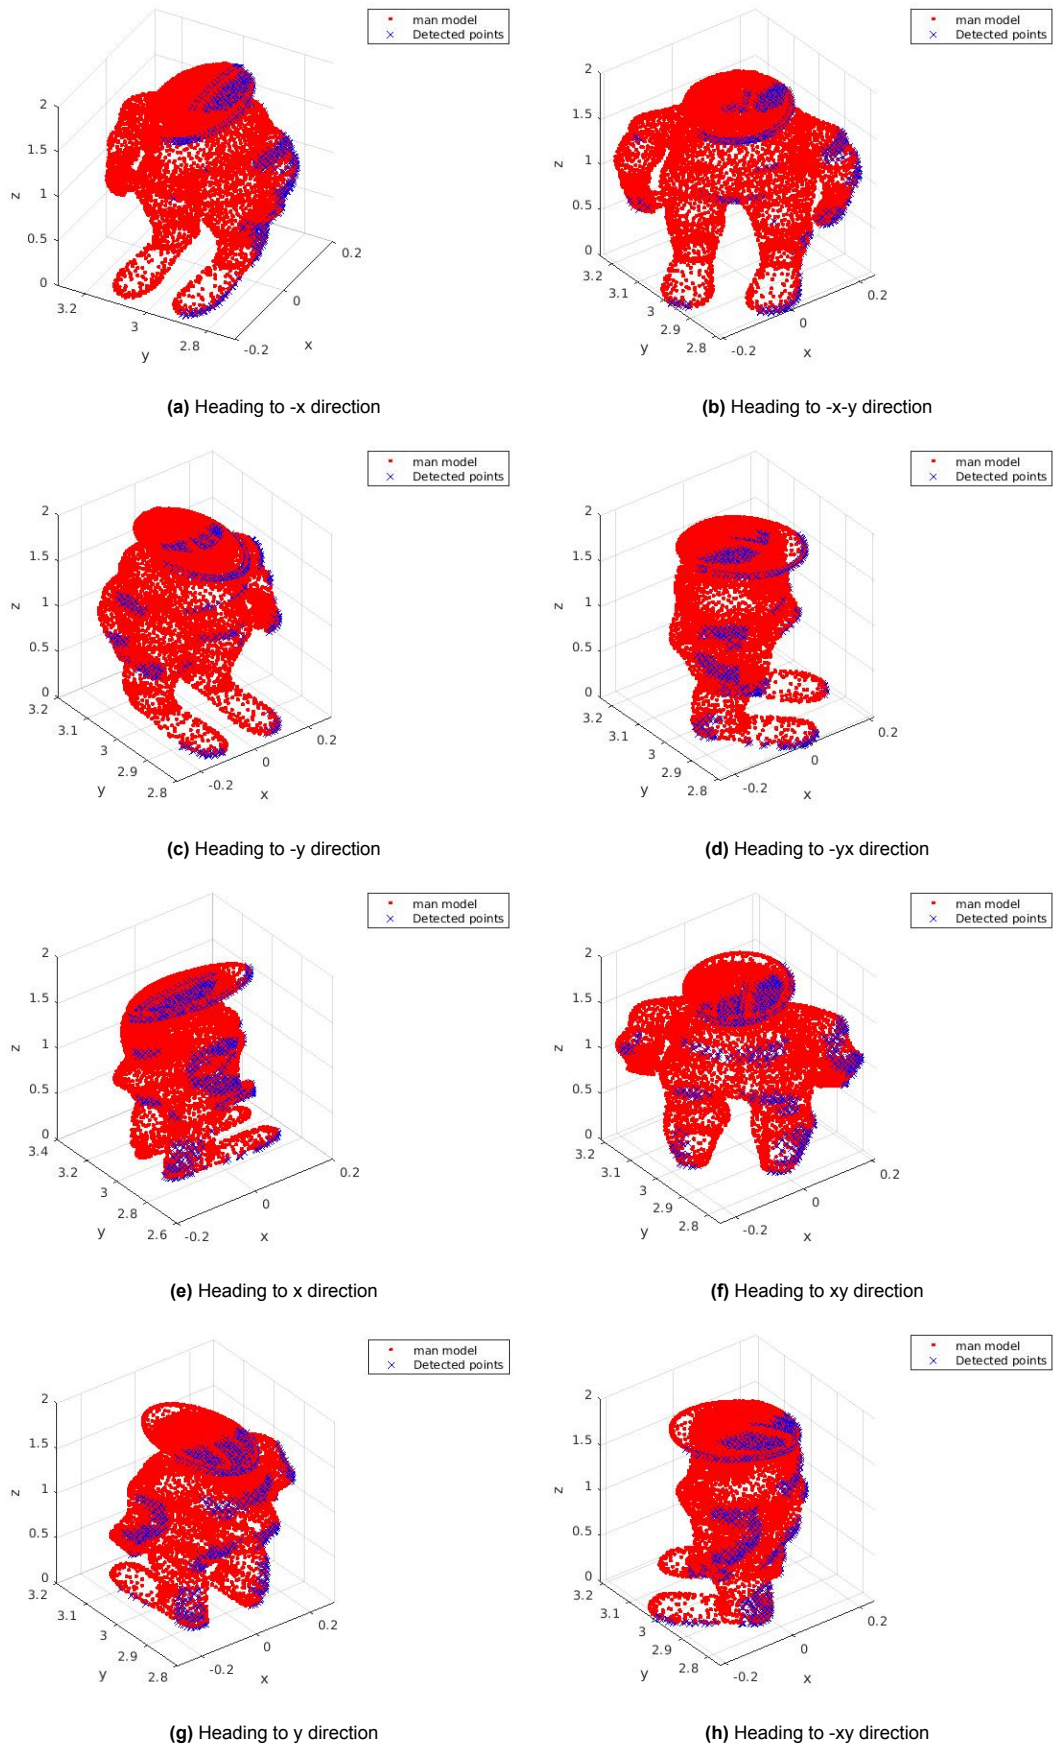 man model
Detected points
2
1.5
z
1
0.5
0
3.2
3
y
2.8
-0.2
0
x
0.2
(a) Heading to -x direction
man model
Detected points
2
1.5
z
1
0.5
0
3.2
3.1
3
2.9
2.8
y
-0.2
0
x
0.2
(b) Heading to -x-y direction
man model
Detected points
2
1.5
z
1
0.5
0
3.2
3.1
3
2.9
2.8
y
-0.2
0
x
0.2
(c) Heading to -y direction
man model
Detected points
2
1.5
z
1
0.5
0
3.2
3.1
3
2.9
2.8
y
-0.2
0
x
0.2
(d) Heading to -yx direction
man model
Detected points
2
1.5
z
1
0.5
0
3.4
3.2
3
2.8
2.6
y
-0.2
0
x
0.2
(e) Heading to x direction
man model
Detected points
2
1.5
z
1
0.5
0
3.2
3.1
3
2.9
2.8
y
-0.2
0
x
0.2
(f) Heading to xy direction
man model
Detected points
2
1.5
z
1
0.5
0
3.2
3.1
3
2.9
2.8
y
-0.2
0
x
0.2
(g) Heading to y direction
man model
Detected points
2
1.5
z
1
0.5
0
3.2
3.1
3
2.9
2.8
y
-0.2
0
x
0.2
(h) Heading to -xy direction